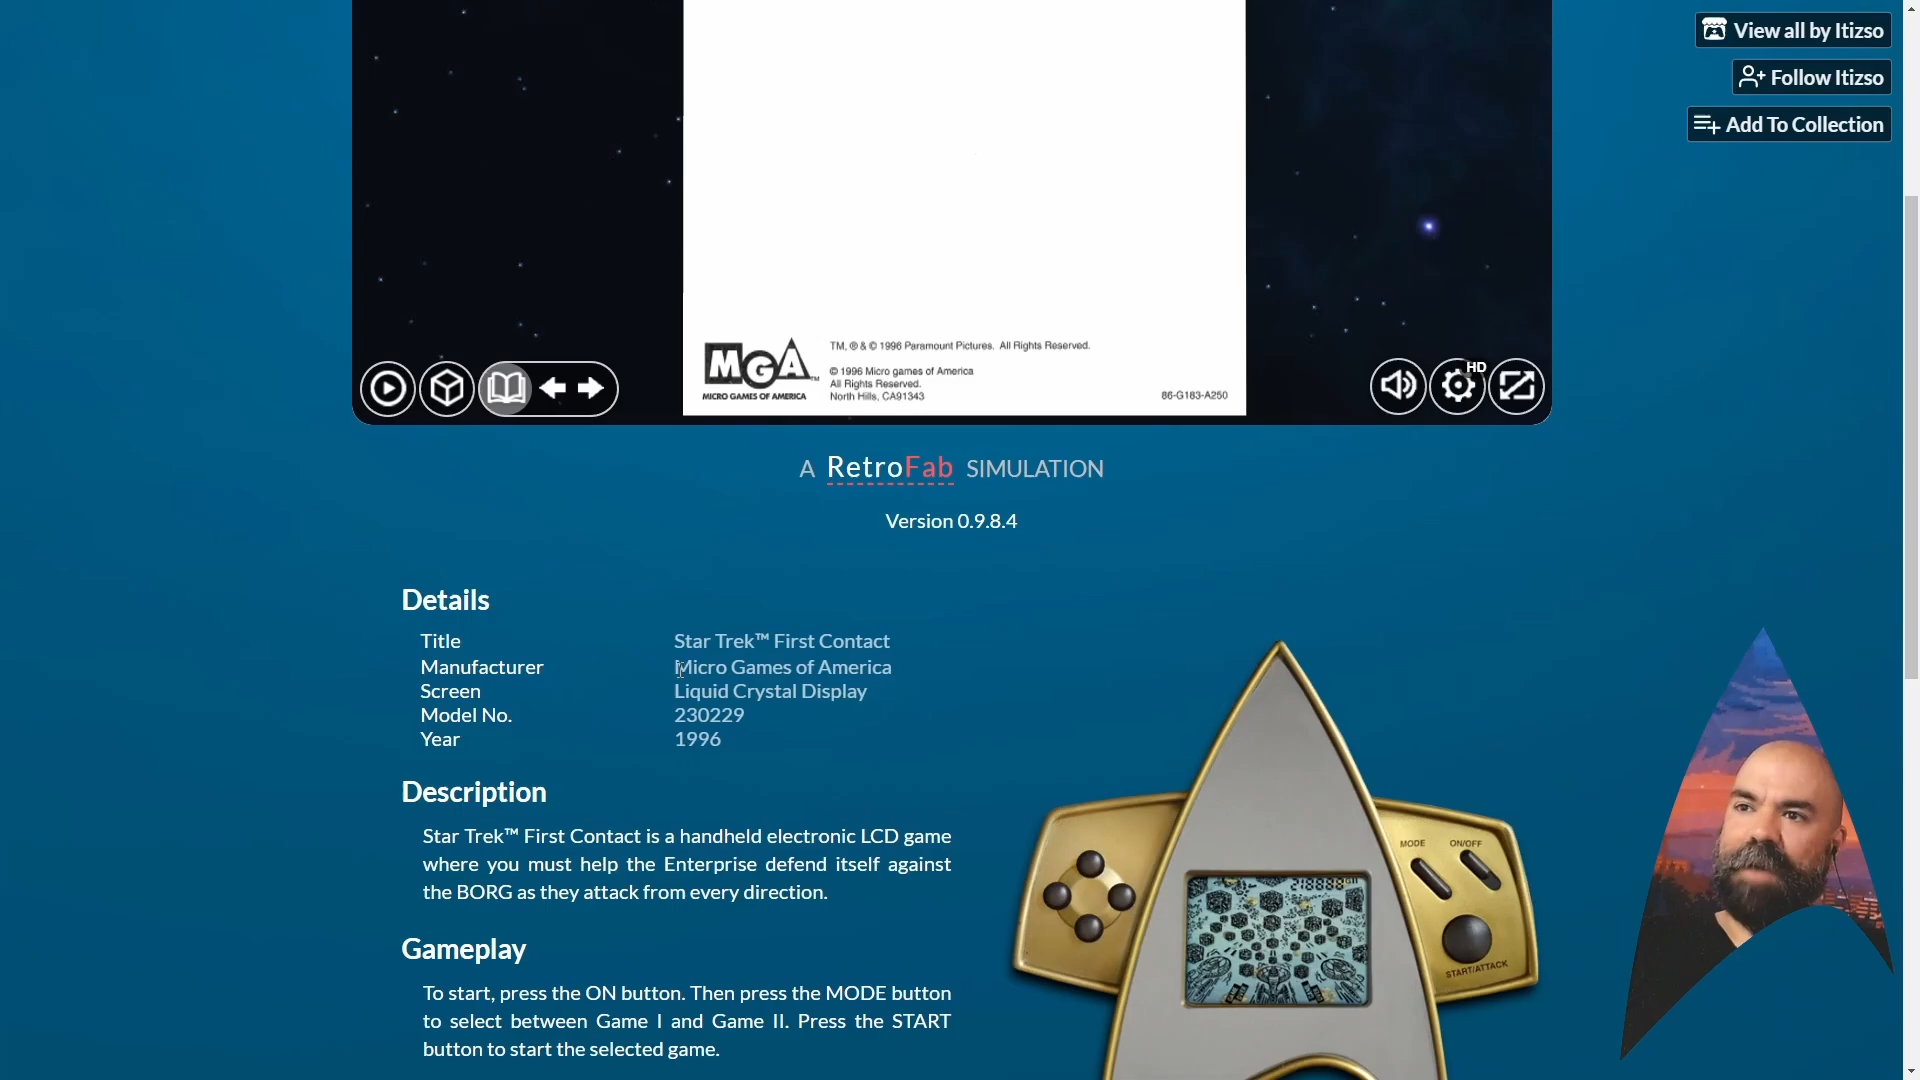 View all by Itizso
Follow Itizso
Add To Collection
MGA™
MICRO GAMES OF AMERICA
TM, ® & © 1996 Paramount Pictures. All Rights Reserved.
© 1996 Micro games of America
All Rights Reserved.
North Hills, CA91343
86-G183-A250
HD
A RetroFab SIMULATION
Version 0.9.8.4
Details
Title Star Trek™ First Contact
Manufacturer Micro Games of America
Screen Liquid Crystal Display
Model No. 230229
Year 1996
Description
Star Trek™ First Contact is a handheld electronic LCD game
where you must help the Enterprise defend itself against
the BORG as they attack from every direction.
Gameplay
To start, press the ON button. Then press the MODE button
to select between Game I and Game II. Press the START
button to start the selected game.
MODE
ON/OFF
START/ATTACK